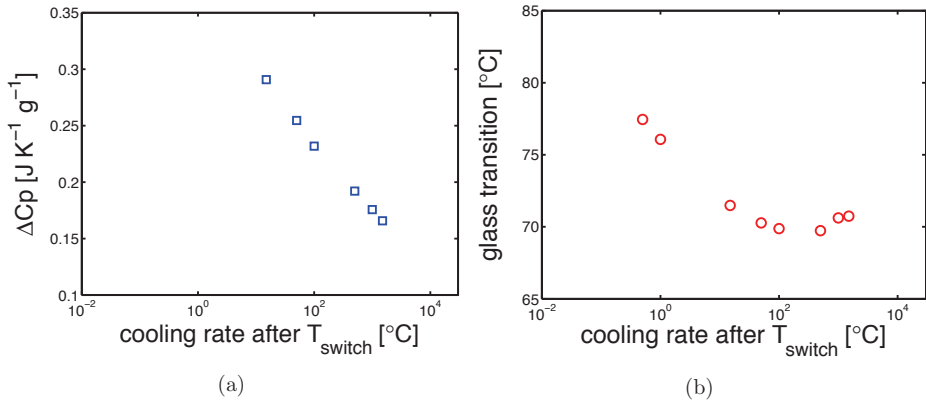 (a)
0.35
0.3
0.25
0.2
0.15
0.1
ΔCp [J K⁻¹ g⁻¹]
10⁻²
10⁰
10²
10⁴
cooling rate after T_switch [°C]
(a)
(b)
85
80
75
70
65
glass transition [°C]
10⁻²
10⁰
10²
10⁴
cooling rate after T_switch [°C]
(b)